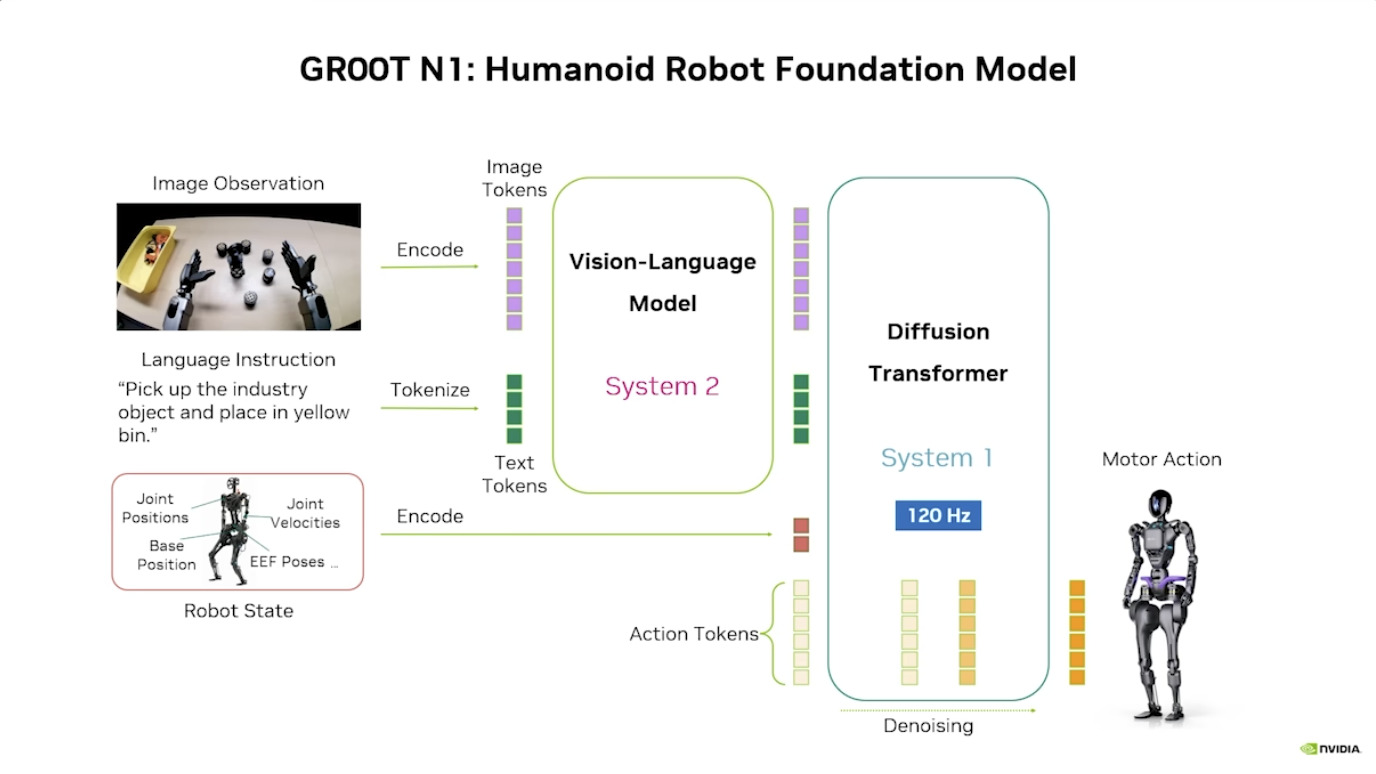 GR00T N1: Humanoid Robot Foundation Model
Image Observation
Encode
Image
Tokens
Language Instruction
“Pick up the industry
object and place in yellow
bin.”
Tokenize
Text
Tokens
Vision-Language
Model
System 2
Joint
Positions
Joint
Velocities
Base
Position
EEF Poses ...
Robot State
Encode
Action Tokens
Diffusion
Transformer
System 1
120 Hz
Denoising
Motor Action
NVIDIA.